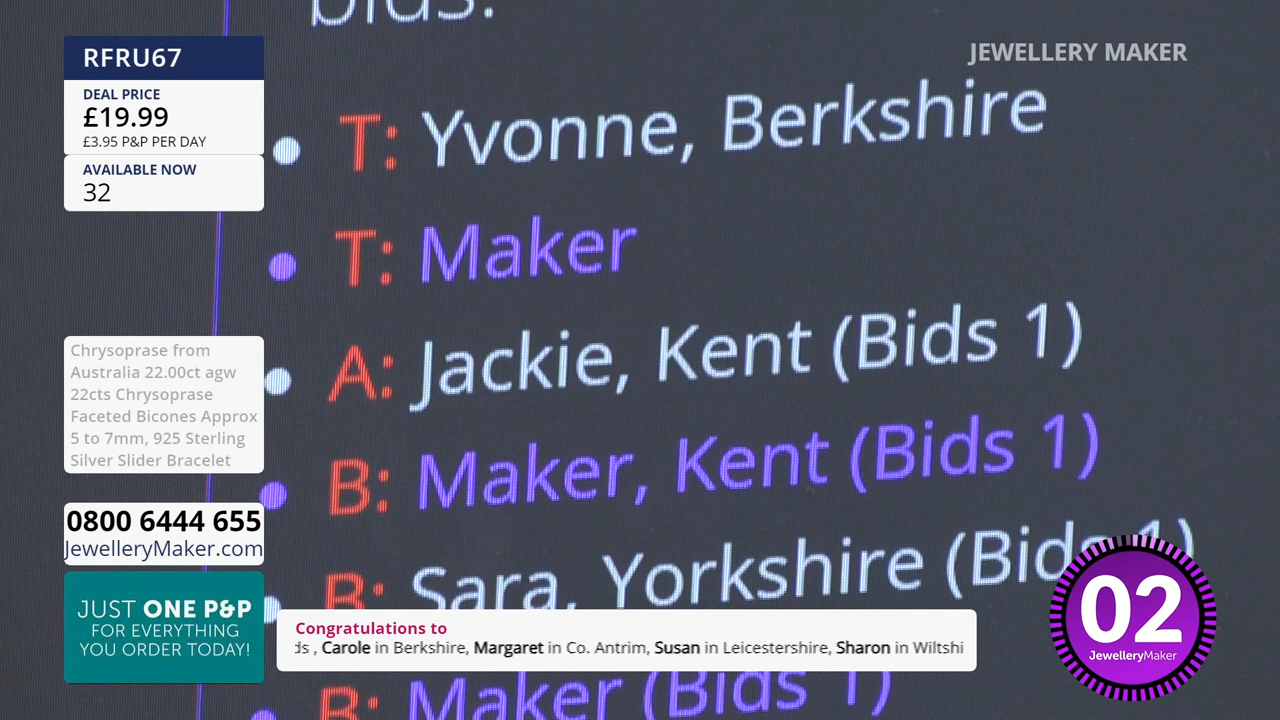 bids.
RFRU67
JEWELLERY MAKER
DEAL PRICE
£19.99
£3.95 P&P PER DAY
AVAILABLE NOW
32
T: Yvonne, Berkshire
T: Maker
A: Jackie, Kent (Bids 1)
B: Maker, Kent (Bids 1)
B: Sara, Yorkshire (Bids 1)
B: Maker (Bids 1)
Chrysoprase from
Australia 22.00ct agw
22cts Chrysoprase
Faceted Bicones Approx
5 to 7mm, 925 Sterling
Silver Slider Bracelet
0800 6444 655
JewelleryMaker.com
JUST ONE P&P
FOR EVERYTHING
YOU ORDER TODAY!
Congratulations to
ds , Carole in Berkshire, Margaret in Co. Antrim, Susan in Leicestershire, Sharon in Wiltshi
02
JewelleryMaker